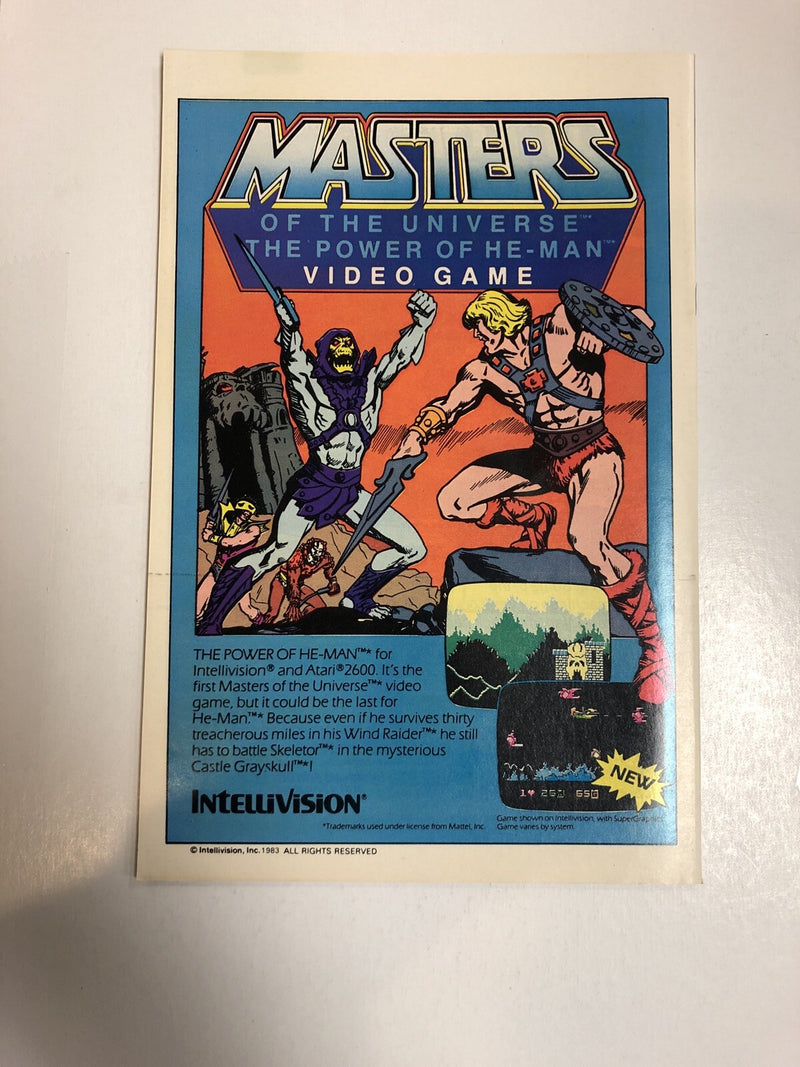 MASTERS
OF THE UNIVERSE™*
THE POWER OF HE-MAN™*
VIDEO GAME
THE POWER OF HE-MAN™* for
Intellivision® and Atari® 2600. It's the
first Masters of the Universe™* video
game, but it could be the last for
He-Man.™* Because even if he survives thirty
treacherous miles in his Wind Raider™* he still
has to battle Skeletor™* in the mysterious
Castle Grayskull™*!
INTELLIVISION®
*Trademarks used under license from Mattel, Inc.
NEW
Game shown on Intellivision, with SuperGraphics.
Game varies by system.
© Intellivision, Inc. 1983 ALL RIGHTS RESERVED